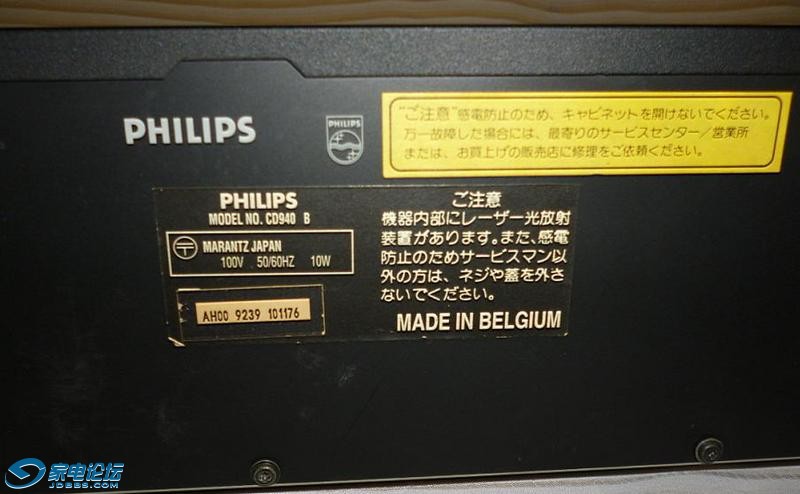 PHILIPS
PHILIPS
"ご注意"感電防止のため、キャビネットを開けないでください。
万一故障した場合には、最寄りのサービスセンター/営業所
または、お買上げの販売店に修理をご依頼ください。
PHILIPS
MODEL NO. CD940 B
MARANTZ JAPAN
100V 50/60HZ 10W
AH00 9239 101176
ご注意
機器内部にレーザー光放射
装置があります。また、感電
防止のためサービスマン以
外の方は、ネジや蓋を外さ
ないでください。
MADE IN BELGIUM
家电论坛
JDBBS.COM